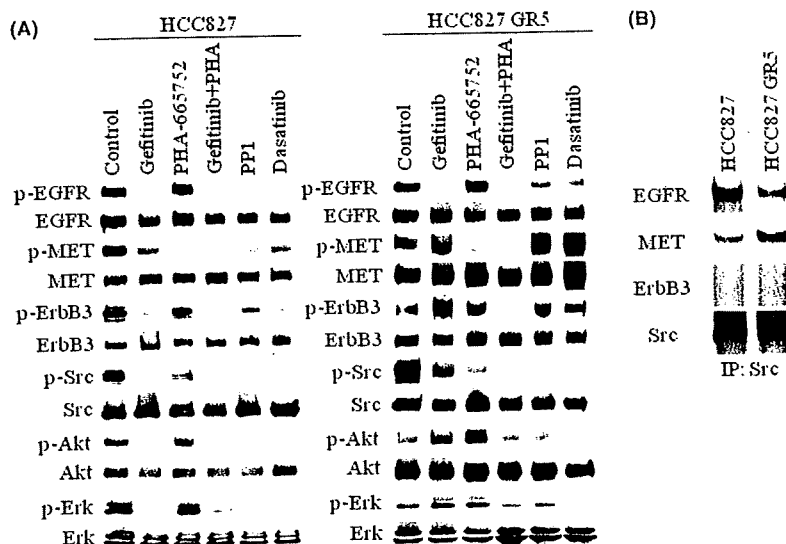 (A)
HCC827
Control
Gefitinib
PHA-665752
Gefitinib+PHA
PP1
Dasatinib
p-EGFR
EGFR
p-MET
MET
p-ErbB3
ErbB3
p-Src
Src
p-Akt
Akt
p-Erk
Erk
HCC827 GR5
Control
Gefitinib
PHA-665752
Gefitinib+PHA
PP1
Dasatinib
p-EGFR
EGFR
p-MET
MET
p-ErbB3
ErbB3
p-Src
Src
p-Akt
Akt
p-Erk
Erk
(B)
HCC827
HCC827 GR5
EGFR
MET
ErbB3
Src
IP: Src